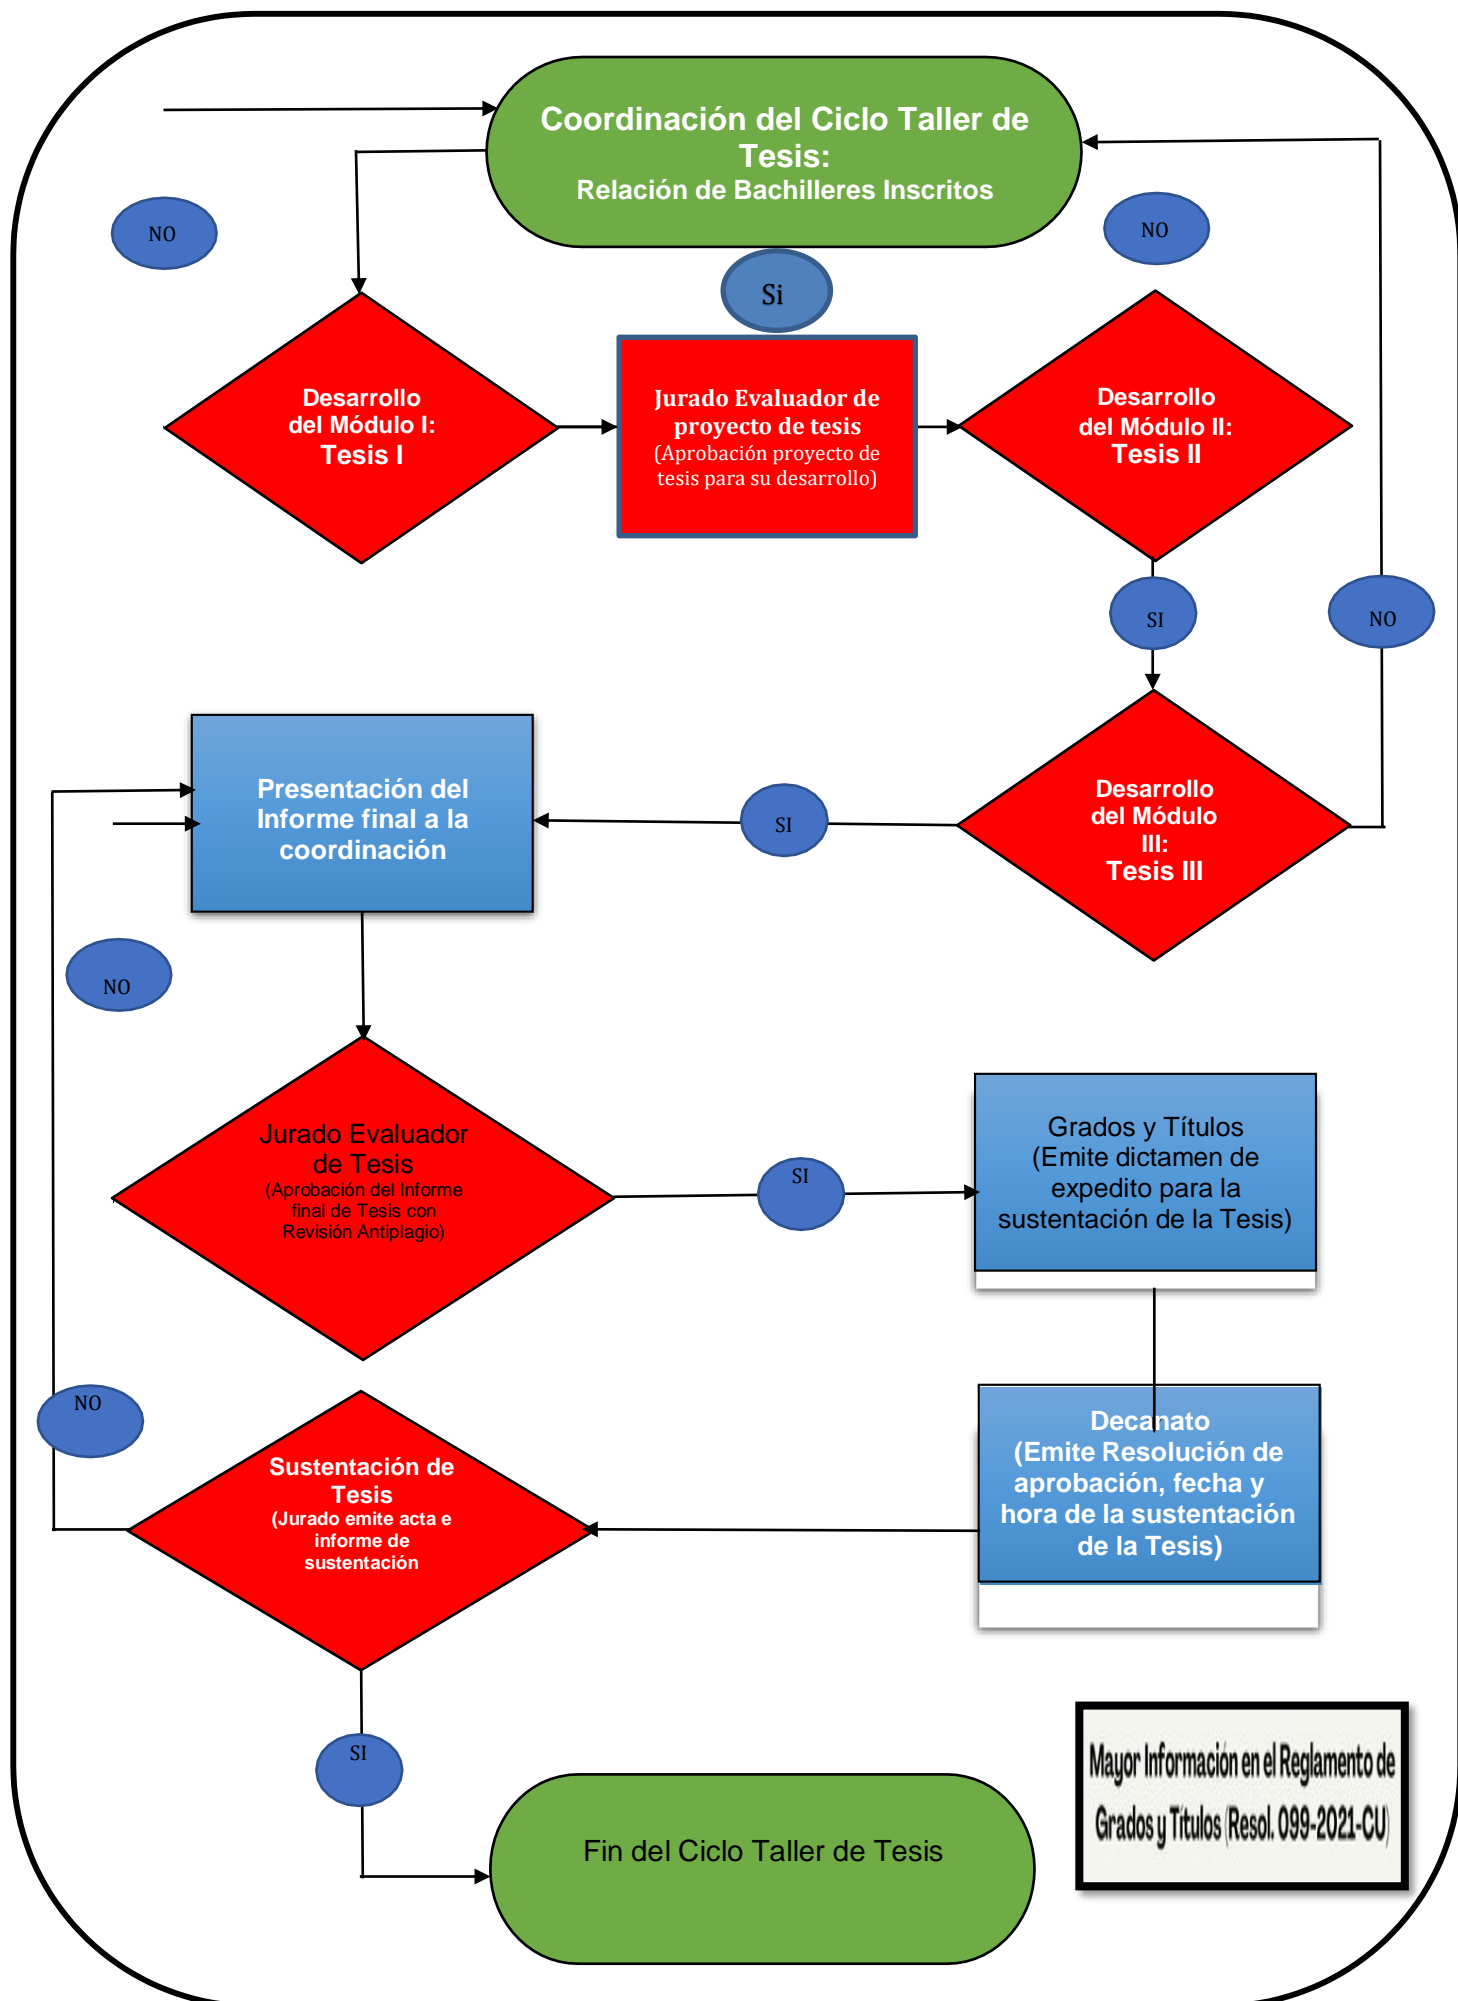 Coordinación del Ciclo Taller de
Tesis:
Relación de Bachilleres Inscritos
NO
NO
Si
Desarrollo
del Módulo I:
Tesis I
Jurado Evaluador de
proyecto de tesis
(Aprobación proyecto de
tesis para su desarrollo)
Desarrollo
del Módulo II:
Tesis II
SI
NO
Presentación del
Informe final a la
coordinación
SI
Desarrollo
del Módulo
III:
Tesis III
NO
Jurado Evaluador
de Tesis
(Aprobación del Informe
final de Tesis con
Revisión Antiplagio)
SI
Grados y Títulos
(Emite dictamen de
expedito para la
sustentación de la Tesis)
NO
Sustentación de
Tesis
(Jurado emite acta e
informe de
sustentación
Decanato
(Emite Resolución de
aprobación, fecha y
hora de la sustentación
de la Tesis)
SI
Mayor Información en el Reglamento de
Grados y Títulos (Resol. 099-2021-CU)
Fin del Ciclo Taller de Tesis